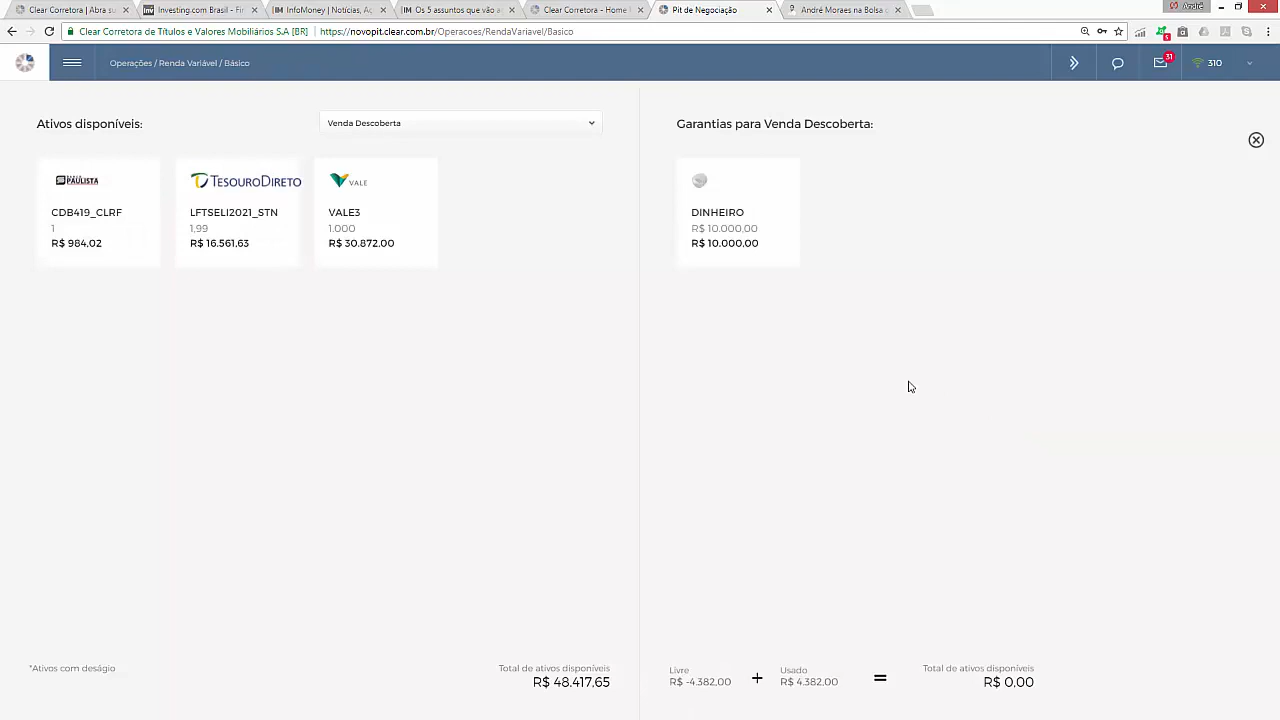 Clear Corretora | Abra su
Investing.com Brasil - Fin
InfoMoney | Notícias, Aç
Os 5 assuntos que vão ao
Clear Corretora - Home
Pit de Negociação
André Moraes na Bolsa
André
Clear Corretora de Títulos e Valores Mobiliários S.A [BR]
https://novopit.clear.com.br/Operacoes/RendaVariavel/Basico
5
Operações / Renda Variável / Básico
31
310
Ativos disponíveis:
Venda Descoberta
Garantias para Venda Descoberta:
PAULISTA
CDB419_CLRF
1
R$ 984,02
TESOURODIRETO
LFTSELI2021_STN
1,99
R$ 16.561,63
VALE
VALE3
1.000
R$ 30.872,00
DINHEIRO
R$ 10.000,00
R$ 10.000,00
*Ativos com deságio
Total de ativos disponíveis
R$ 48.417,65
Livre
R$ -4.382,00
+
Usado
R$ 4.382,00
=
Total de ativos disponíveis
R$ 0,00